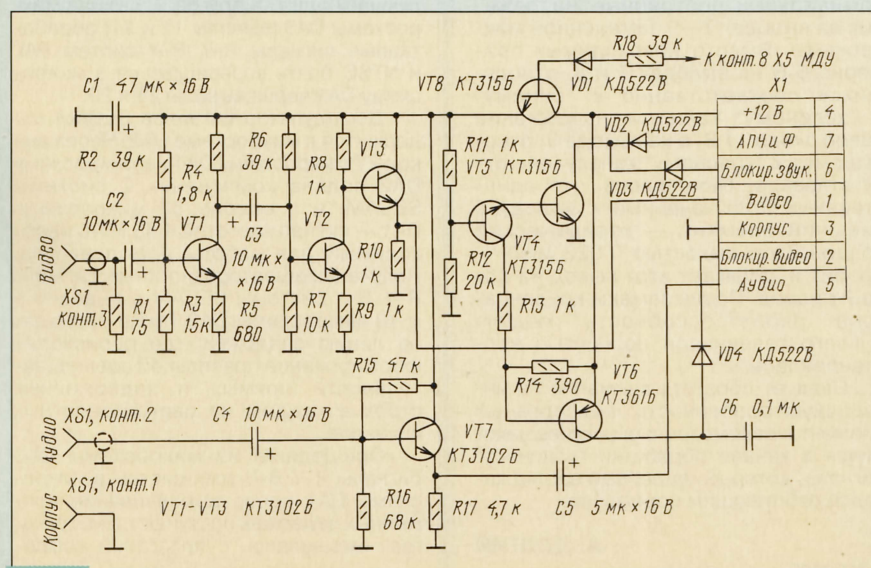 R18 39 к
К конт. 8 X5 МДУ
VT8 КТ315Б
VD1 КД522В
X1
C1 47 мк × 16 В
+12 В 4
АПЧ и Ф 7
Блокир. звук. 6
Видео 1
Корпус 3
Блокир. видео 2
Аудио 5
VD2 КД522В
VD3 КД522В
R2 39 к
R4 1,8 к
R6 39 к
R8 1 к
VT3
R11 1 к
VT5 КТ315Б
C2 10 мк × 16 В
VT1
C3 10 мк × × 16 В
VT2
R10 1 к
VT4 КТ315Б
R12 20 к
R13 1 к
Видео
XS1 конт. 3
R1 75
R3 15 к
R5 680
R7 10 к
R9 1 к
VD4 КД522В
R15 47 к
R14 390
VT6 КТ361Б
C6 0,1 мк
Аудио
XS1, конт. 2
C4 10 мк × 16 В
VT7 КТ3102Б
Корпус
XS1, конт. 1
VT1 - VT3 КТ3102Б
R16 68 к
R17 4,7 к
C5 5 мк × 16 В